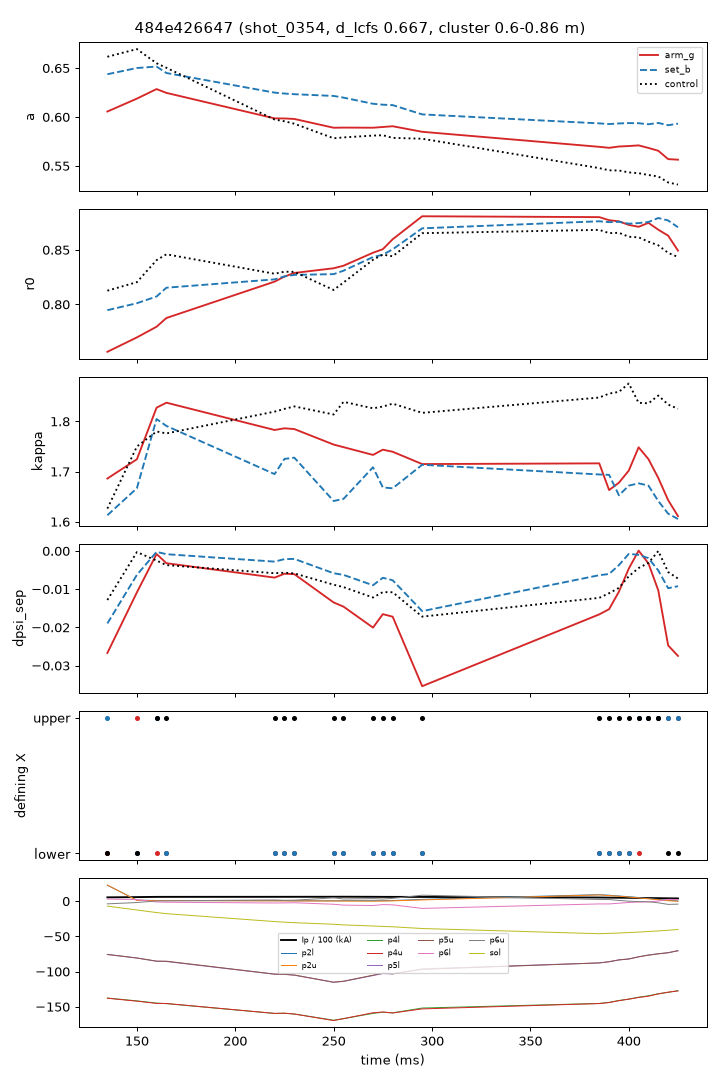 484e426647 (shot_0354, d_lcfs 0.667, cluster 0.6-0.86 m)
arm_g
set_b
control
a
0.65
0.60
0.55
r0
0.85
0.80
kappa
1.8
1.7
1.6
dpsi_sep
0.00
−0.01
−0.02
−0.03
defining X
upper
lower
0
−50
−100
−150
Ip / 100 (kA)
p2l
p2u
p4l
p4u
p5l
p5u
p6l
p6u
sol
150
200
250
300
350
400
time (ms)